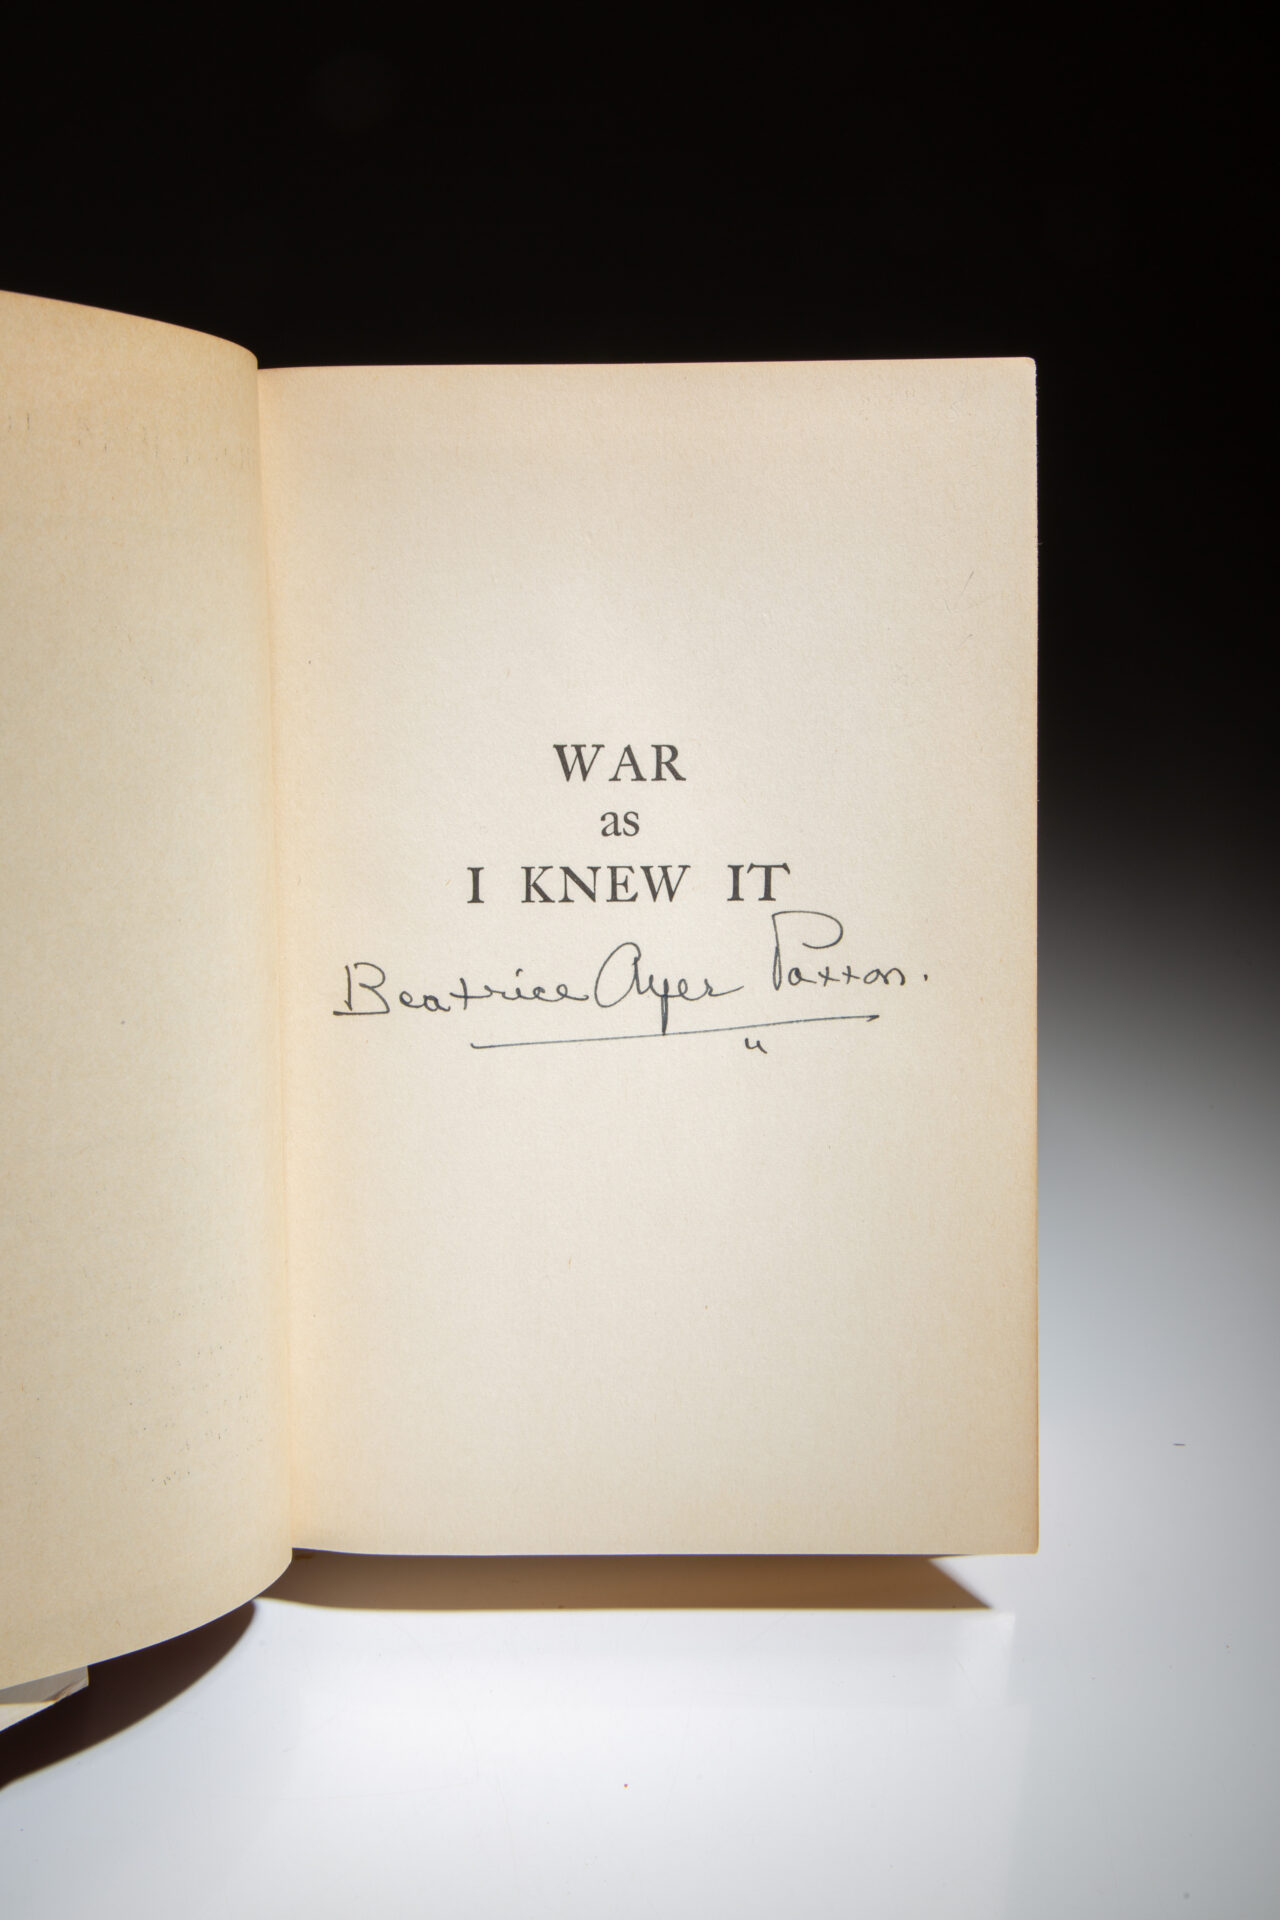 WAR
as
I KNEW IT
Beatrice Ayer Patton.
"